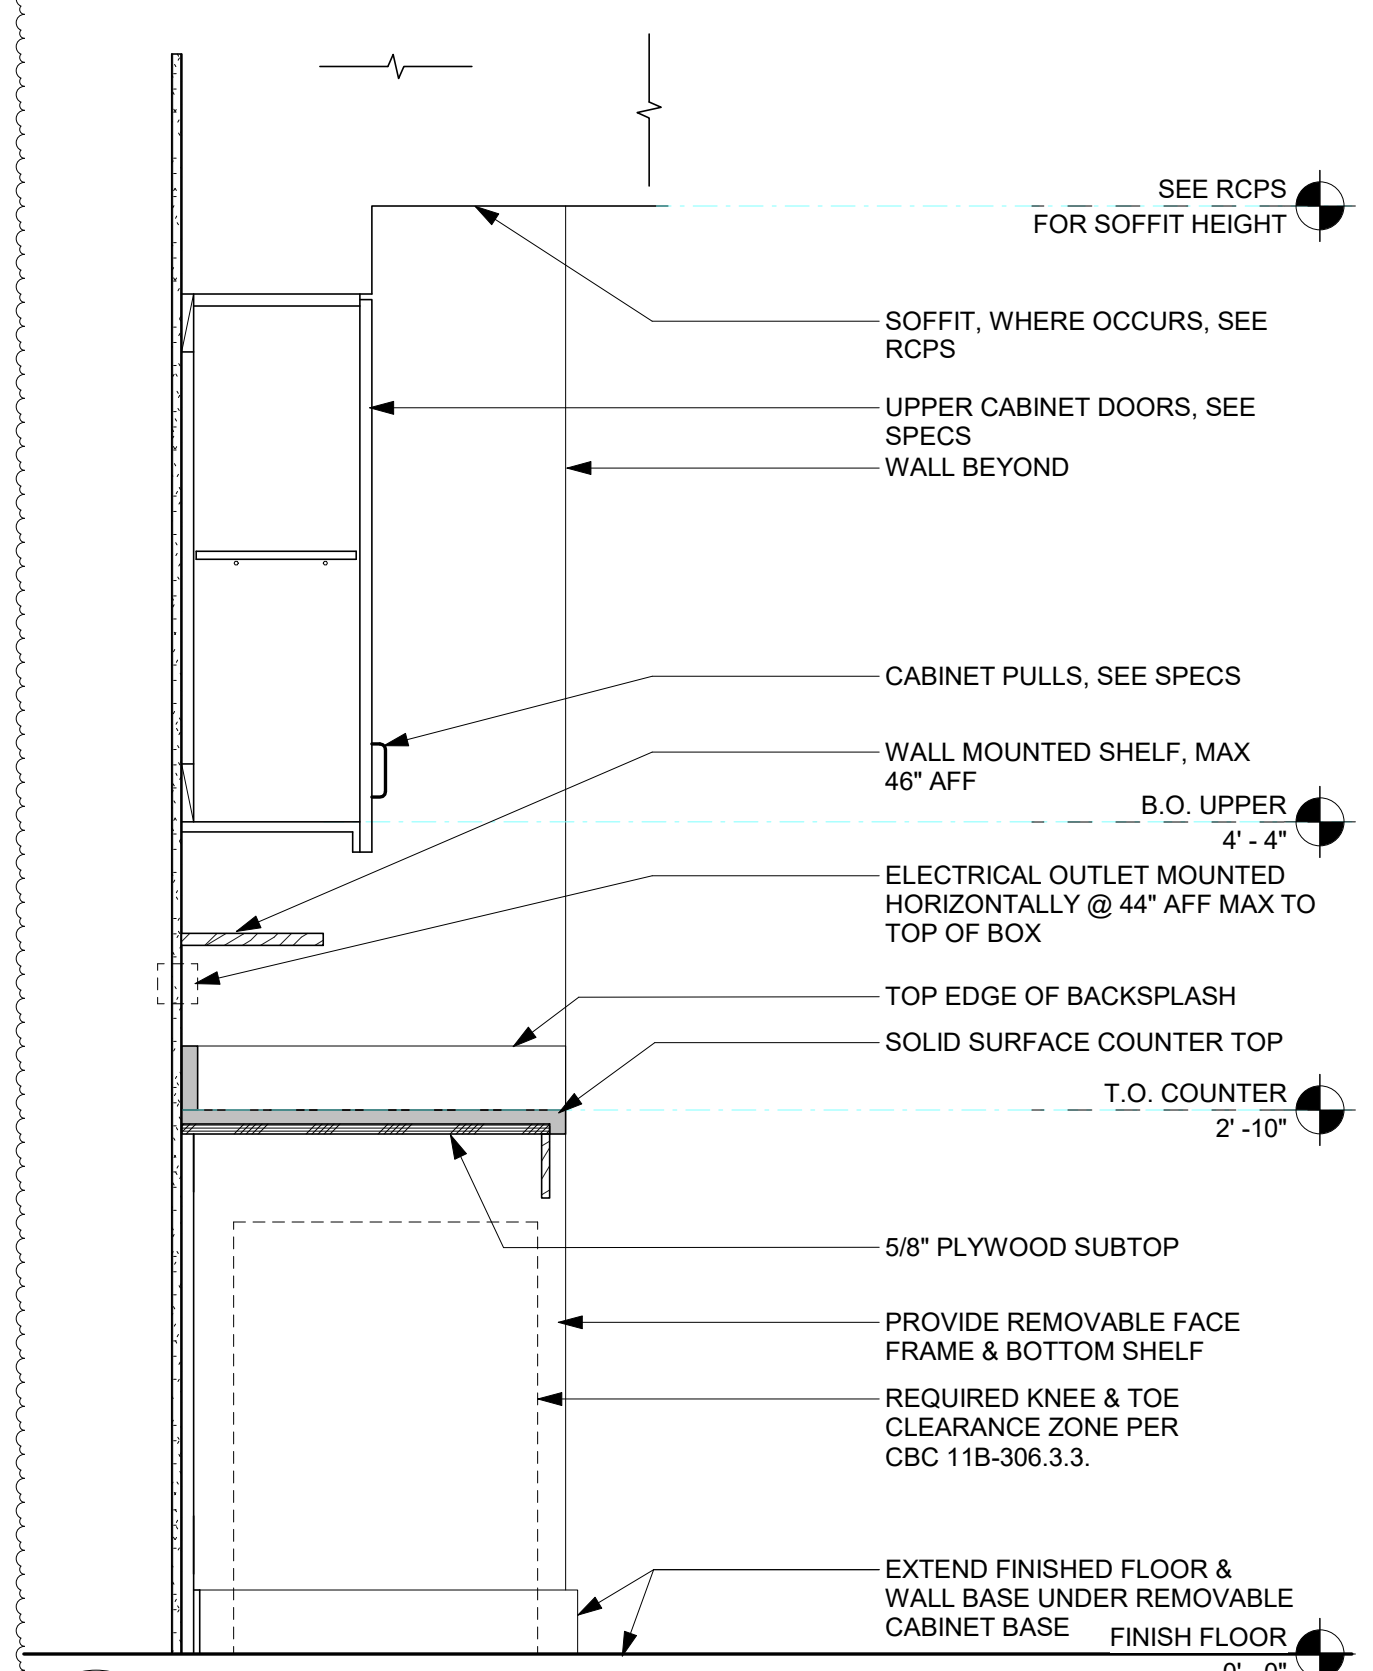 SEE RCPS
FOR SOFFIT HEIGHT
SOFFIT, WHERE OCCURS, SEE
RCPS
UPPER CABINET DOORS, SEE
SPECS
WALL BEYOND
CABINET PULLS, SEE SPECS
WALL MOUNTED SHELF, MAX
46" AFF
B.O. UPPER
4' - 4"
ELECTRICAL OUTLET MOUNTED
HORIZONTALLY @ 44" AFF MAX TO
TOP OF BOX
TOP EDGE OF BACKSPLASH
SOLID SURFACE COUNTER TOP
T.O. COUNTER
2' -10"
5/8" PLYWOOD SUBTOP
PROVIDE REMOVABLE FACE
FRAME & BOTTOM SHELF
REQUIRED KNEE & TOE
CLEARANCE ZONE PER
CBC 11B-306.3.3.
EXTEND FINISHED FLOOR &
WALL BASE UNDER REMOVABLE
CABINET BASE
FINISH FLOOR
0' - 0"